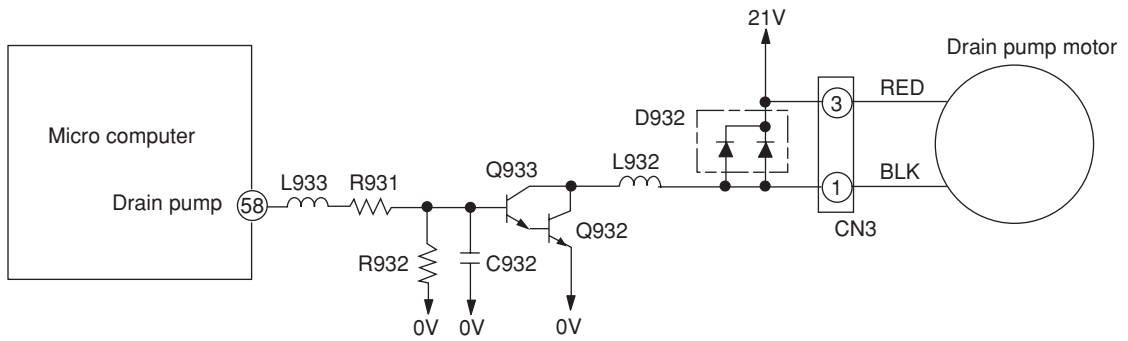 21V
Drain pump motor
Micro computer
Drain pump
58
L933
R931
R932
C932
0V
0V
Q933
Q932
0V
L932
D932
3
1
CN3
RED
BLK